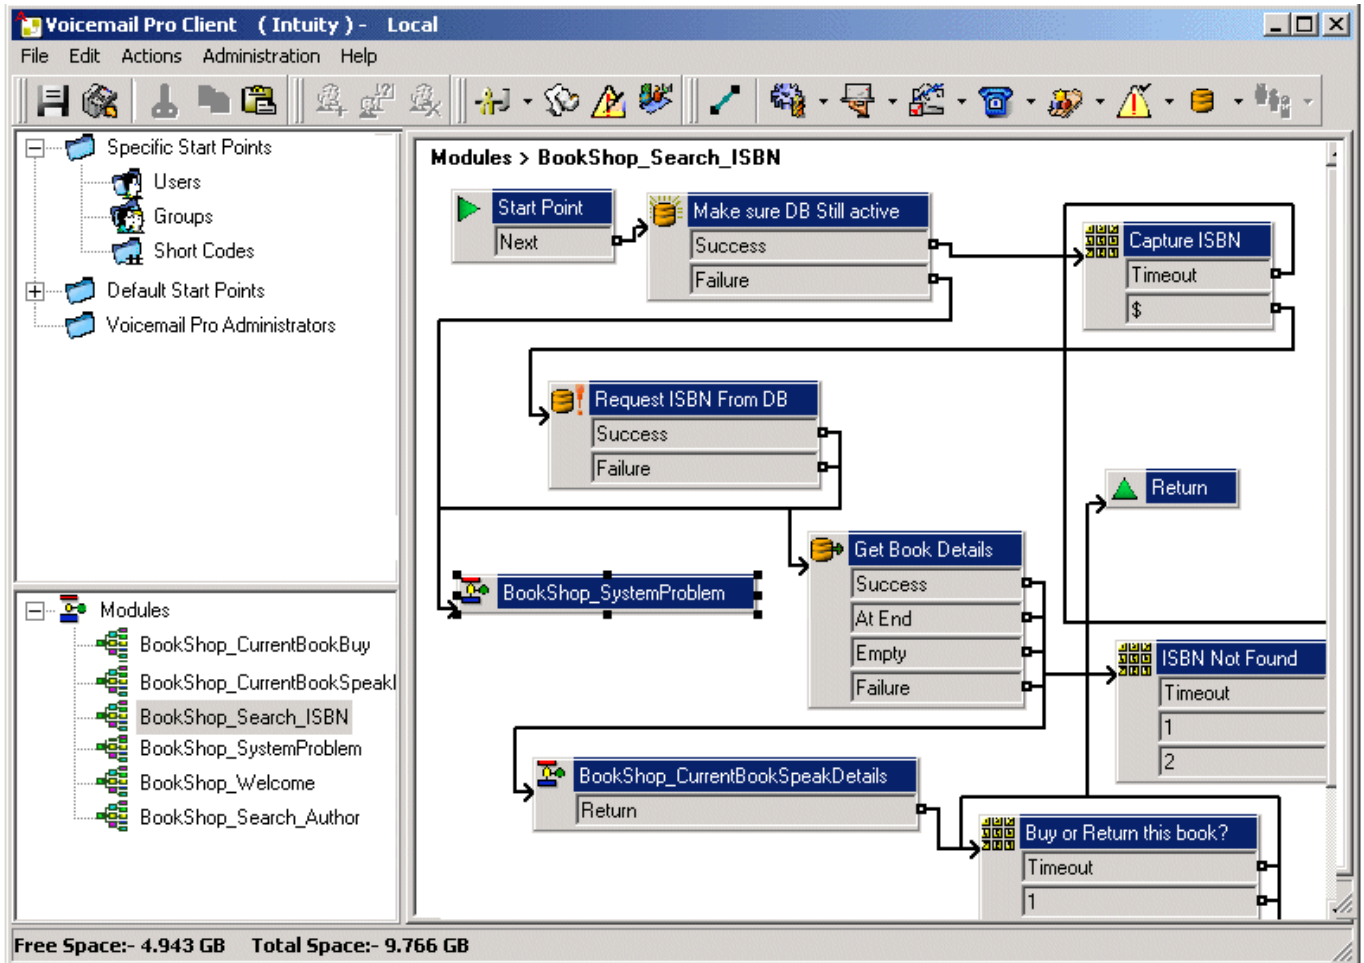 Voicemail Pro Client   ( Intuity ) -   Local
File   Edit   Actions   Administration   Help
Specific Start Points
Users
Groups
Short Codes
Default Start Points
Voicemail Pro Administrators
Modules
BookShop_CurrentBookBuy
BookShop_CurrentBookSpeakl
BookShop_Search_ISBN
BookShop_SystemProblem
BookShop_Welcome
BookShop_Search_Author
Modules > BookShop_Search_ISBN
Start Point
Next
Make sure DB Still active
Success
Failure
Capture ISBN
Timeout
$
Request ISBN From DB
Success
Failure
Return
Get Book Details
Success
At End
Empty
Failure
BookShop_SystemProblem
ISBN Not Found
Timeout
1
2
BookShop_CurrentBookSpeakDetails
Return
Buy or Return this book?
Timeout
1
Free Space:- 4.943 GB   Total Space:- 9.766 GB